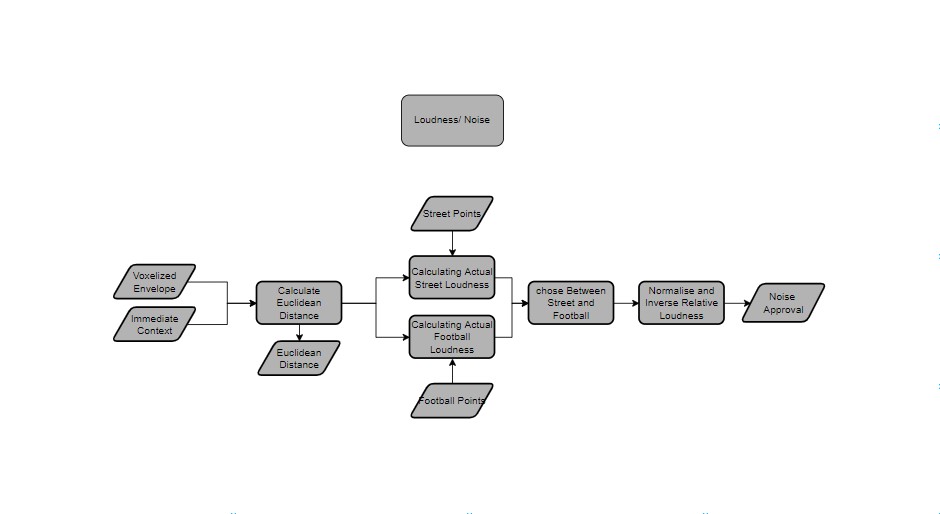 Loudness/ Noise
Street Points
Voxelized
Envelope
Immediate
Context
Calculate
Euclidean
Distance
Euclidean
Distance
Calculating Actual
Street Loudness
Calculating Actual
Football
Loudness
Football Points
chose Between
Street and
Football
Normalise and
Inverse Relative
Loudness
Noise
Approval